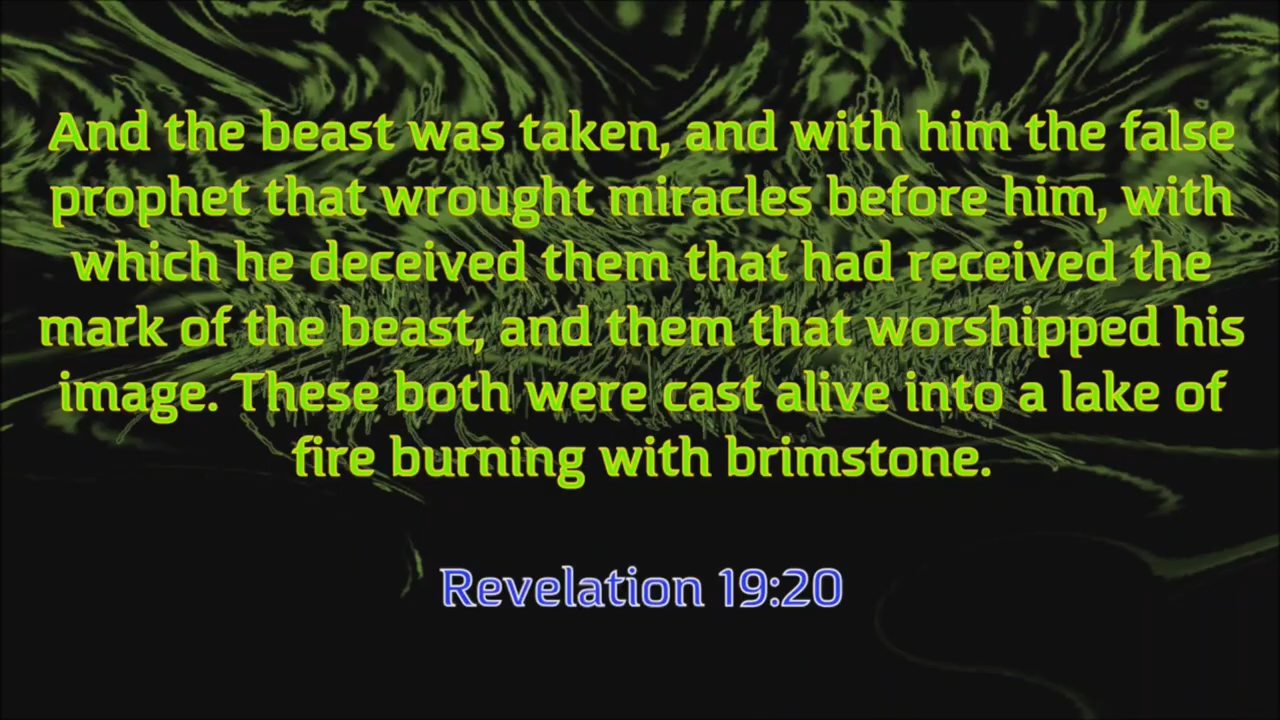 And the beast was taken, and with him the false
prophet that wrought miracles before him, with
which he deceived them that had received the
mark of the beast, and them that worshipped his
image. These both were cast alive into a lake of
fire burning with brimstone.
Revelation 19:20